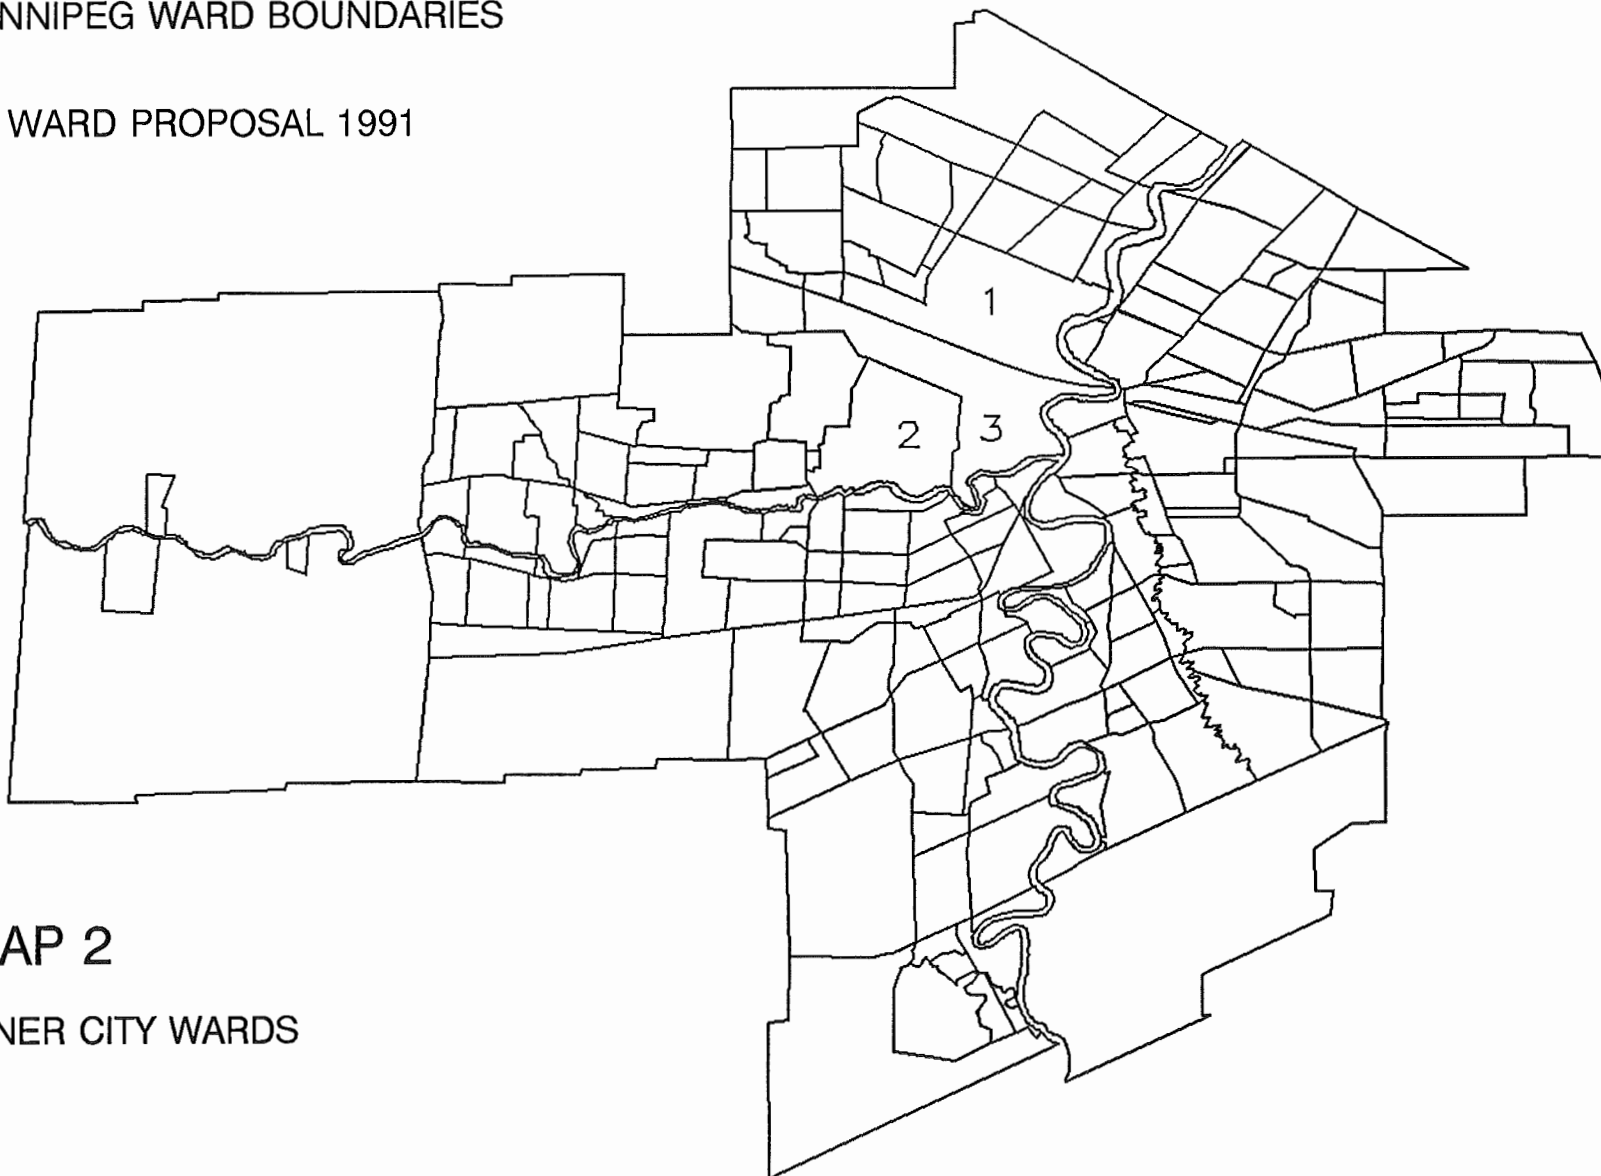 NNIPEG WARD BOUNDARIES
WARD PROPOSAL 1991
1
2
3
AP 2
NER CITY WARDS